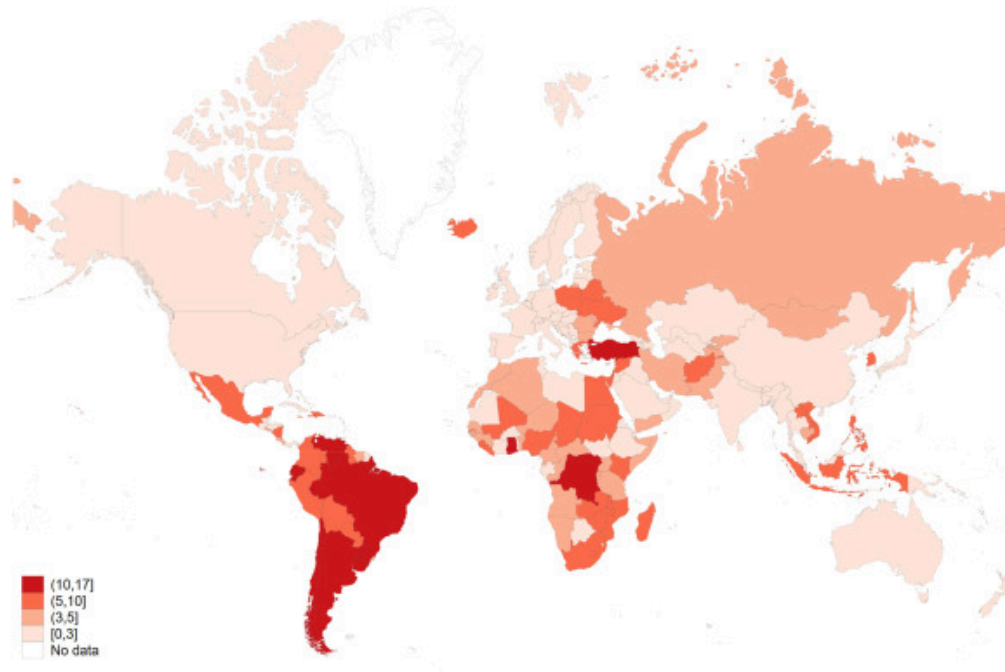 (10,17]
(5,10]
(3,5]
[0,3]
No data